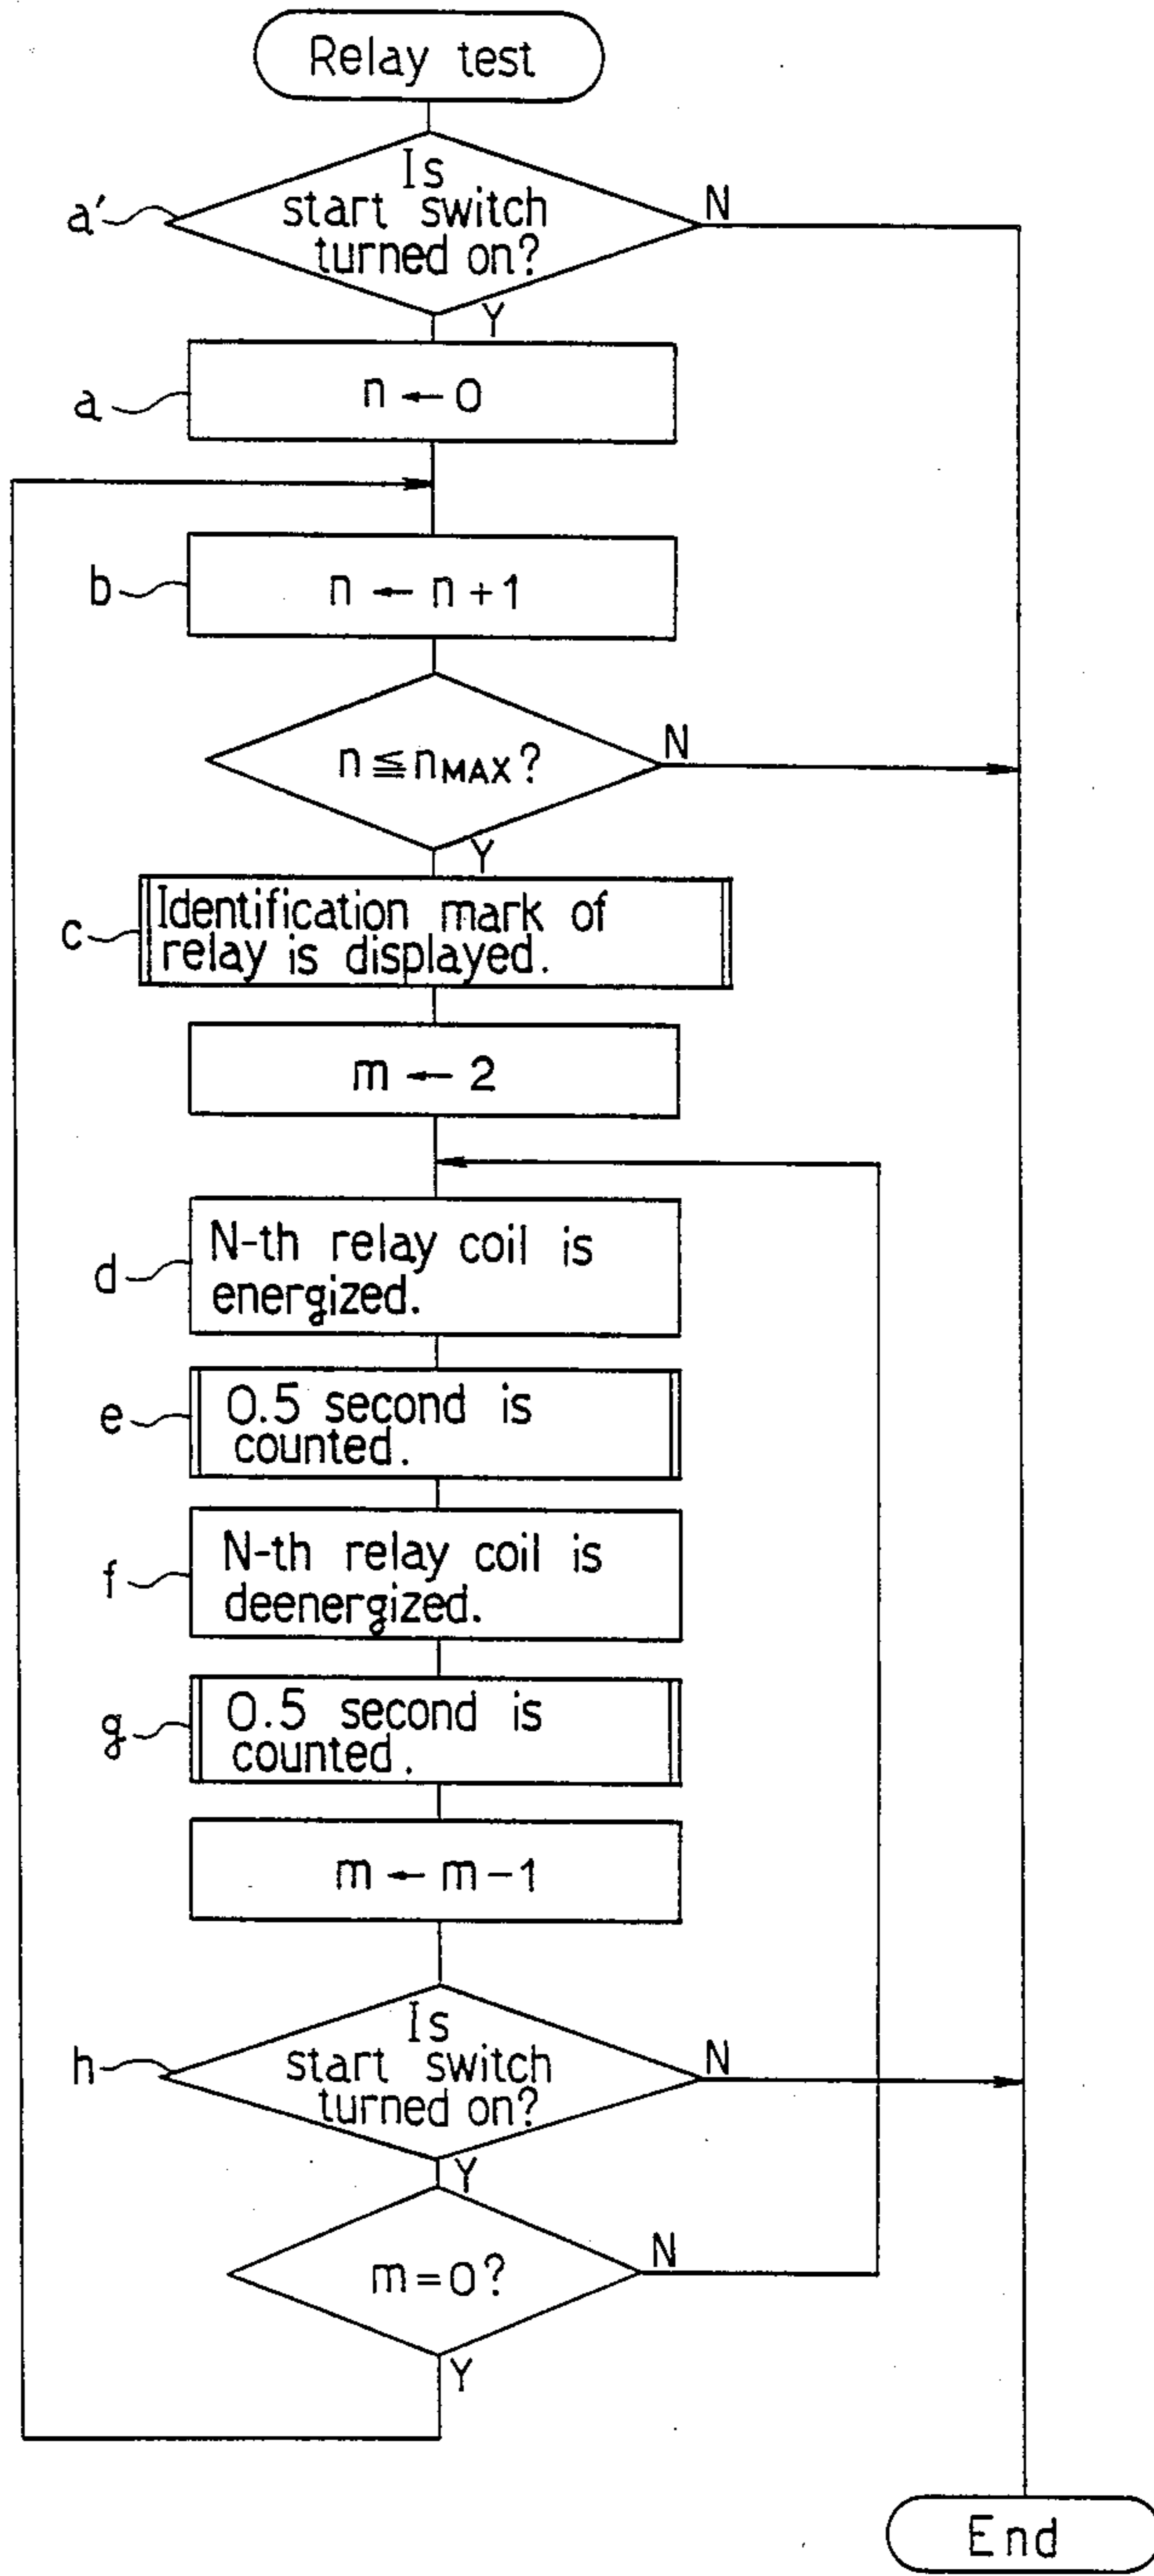 Relay test
a′
Is
start switch
turned on?
N
Y
a
n ← 0
b
n ← n + 1
n ≦ nMAX?
N
Y
c
Identification mark of
relay is displayed.
m ← 2
d
N-th relay coil is
energized.
e
0.5 second is
counted.
f
N-th relay coil is
deenergized.
g
0.5 second is
counted.
m ← m - 1
h
Is
start switch
turned on?
N
Y
m = 0?
N
Y
End